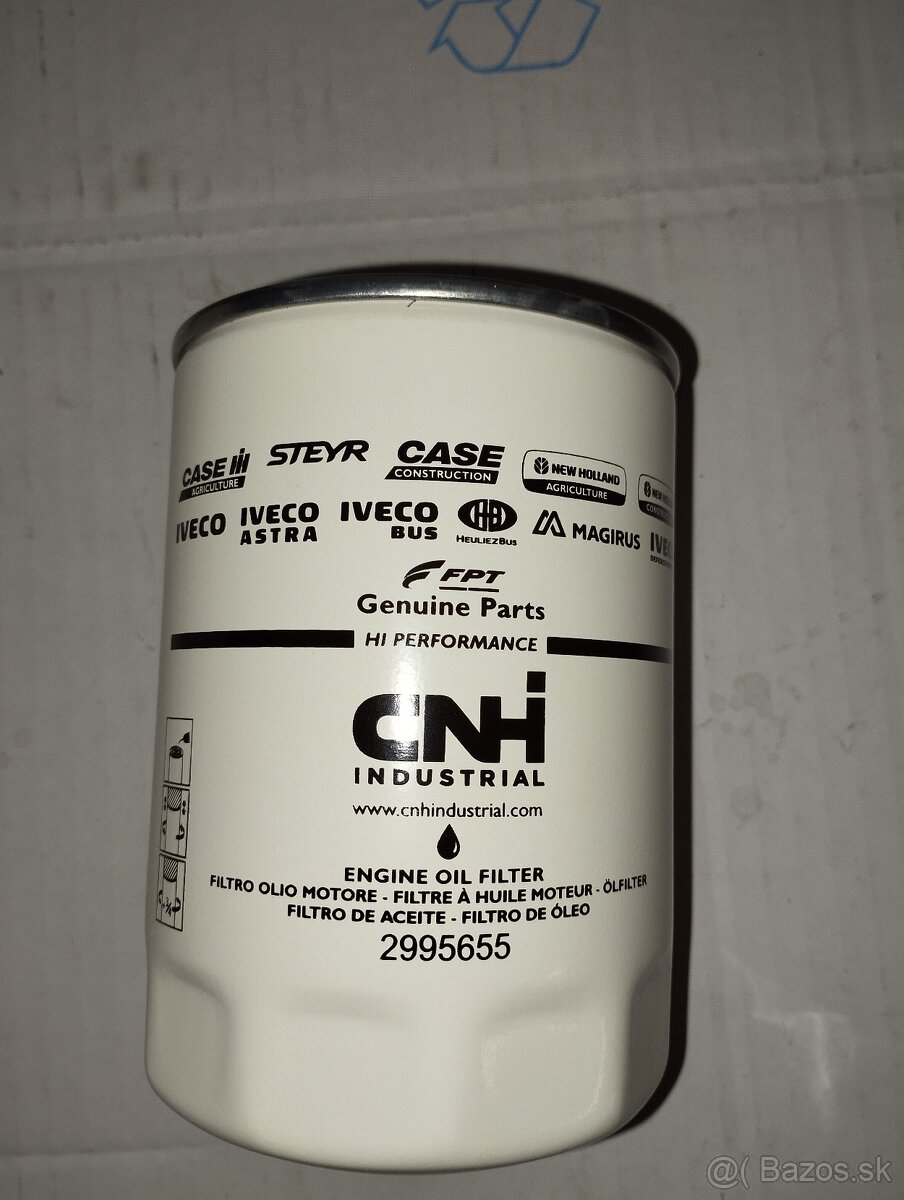 CASE IH STEYR CASE NEW HOLLAND
AGRICULTURE CONSTRUCTION AGRICULTURE
IVECO IVECO ASTRA IVECO BUS HEULIEZBUS MAGIRUS
FPT
Genuine Parts
HI PERFORMANCE
CNH
INDUSTRIAL
www.cnhindustrial.com
ENGINE OIL FILTER
FILTRO OLIO MOTORE - FILTRE À HUILE MOTEUR - ÖLFILTER
FILTRO DE ACEITE - FILTRO DE ÓLEO
2995655
@( Bazos.sk